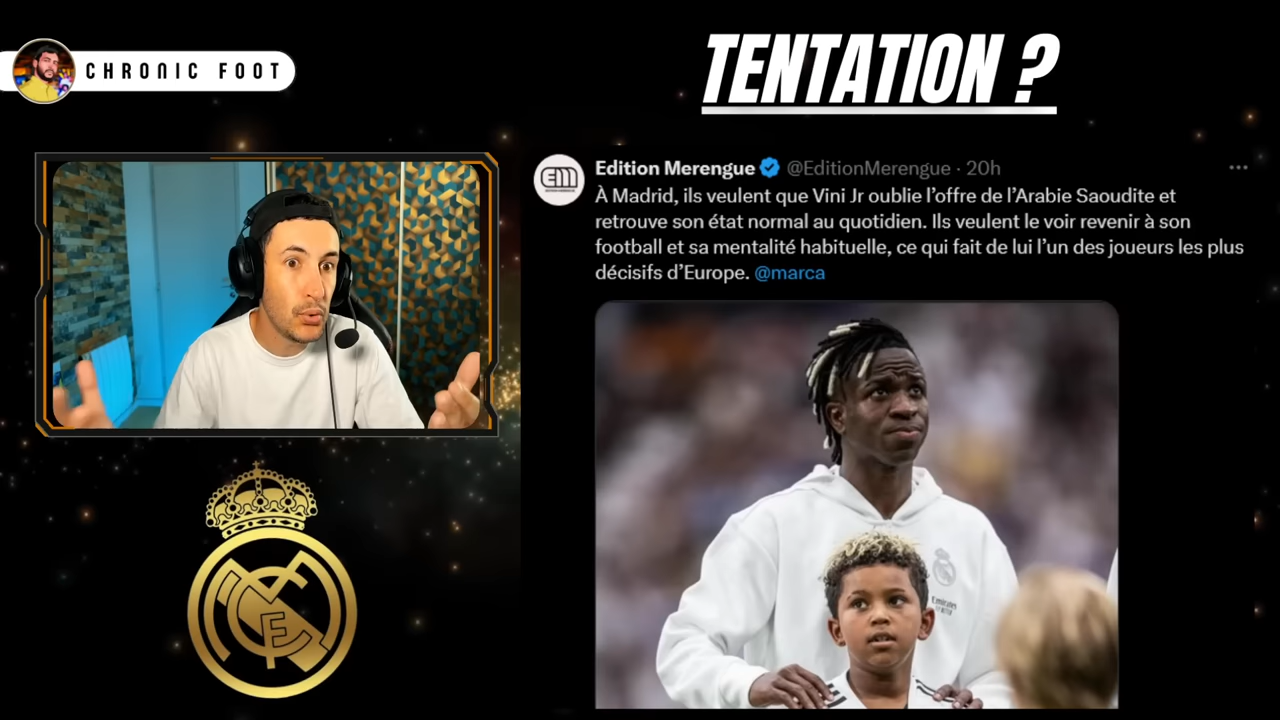 CHRONIC FOOT
TENTATION ?
EM
Edition Merengue @EditionMerengue · 20h
À Madrid, ils veulent que Vini Jr oublie l’offre de l’Arabie Saoudite et
retrouve son état normal au quotidien. Ils veulent le voir revenir à son
football et sa mentalité habituelle, ce qui fait de lui l’un des joueurs les plus
décisifs d’Europe. @marca
Emirates